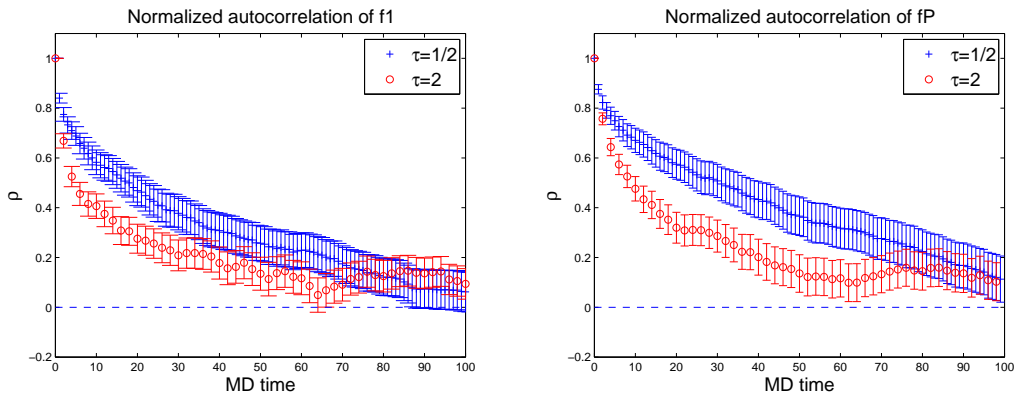 Normalized autocorrelation of f1
τ=1/2
τ=2
1
0.8
0.6
0.4
0.2
0
−0.2
ρ
0 10 20 30 40 50 60 70 80 90 100
MD time
Normalized autocorrelation of fP
τ=1/2
τ=2
1
0.8
0.6
0.4
0.2
0
−0.2
ρ
0 10 20 30 40 50 60 70 80 90 100
MD time